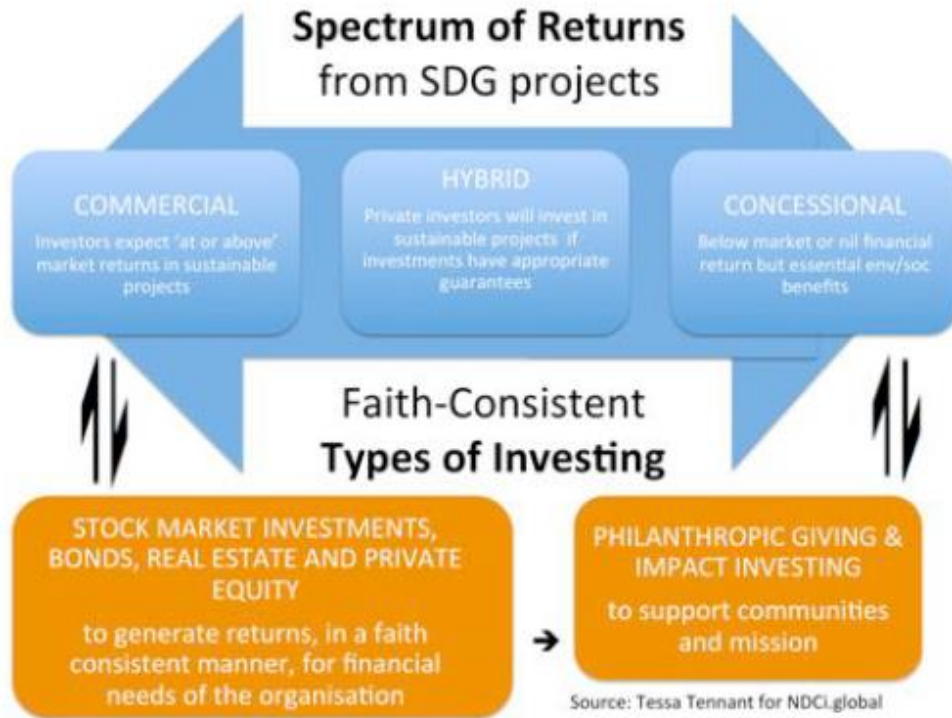 Spectrum of Returns
from SDG projects
COMMERCIAL
Investors expect ‘at or above’
market returns in sustainable
projects
HYBRID
Private investors will invest in
sustainable projects if
investments have appropriate
guarantees
CONCESSIONAL
Below market or nil financial
return but essential env/soc
benefits
Faith-Consistent
Types of Investing
STOCK MARKET INVESTMENTS,
BONDS, REAL ESTATE AND PRIVATE
EQUITY
to generate returns, in a faith
consistent manner, for financial
needs of the organisation
PHILANTHROPIC GIVING &
IMPACT INVESTING
to support communities
and mission
Source: Tessa Tennant for NDCi.global